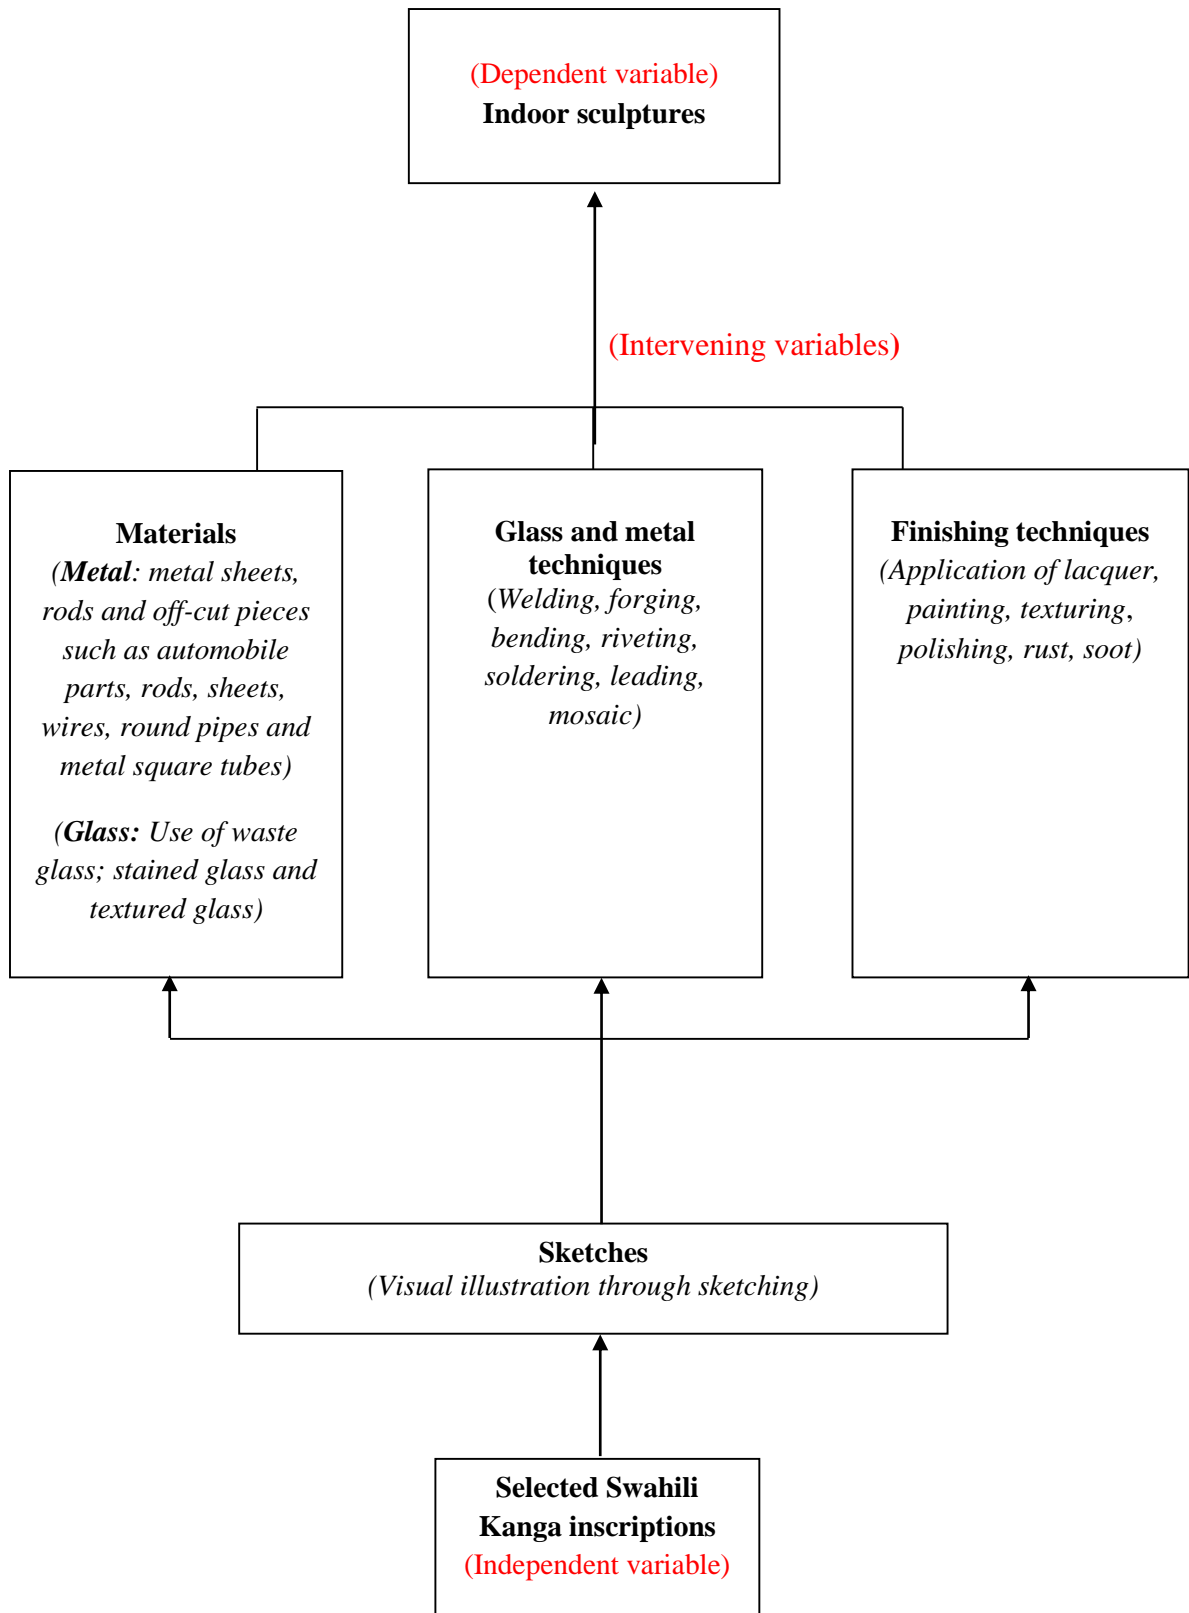 (Dependent variable)
Indoor sculptures
(Intervening variables)
Materials
(Metal: metal sheets,
rods and off-cut pieces
such as automobile
parts, rods, sheets,
wires, round pipes and
metal square tubes)
(Glass: Use of waste
glass; stained glass and
textured glass)
Glass and metal
techniques
(Welding, forging,
bending, riveting,
soldering, leading,
mosaic)
Finishing techniques
(Application of lacquer,
painting, texturing,
polishing, rust, soot)
Sketches
(Visual illustration through sketching)
Selected Swahili
Kanga inscriptions
(Independent variable)